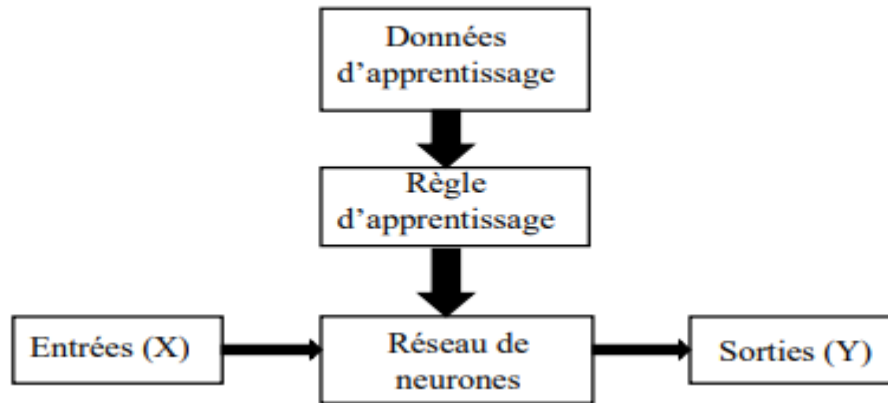 Données
d’apprentissage
Règle
d’apprentissage
Entrées (X)
Réseau de
neurones
Sorties (Y)